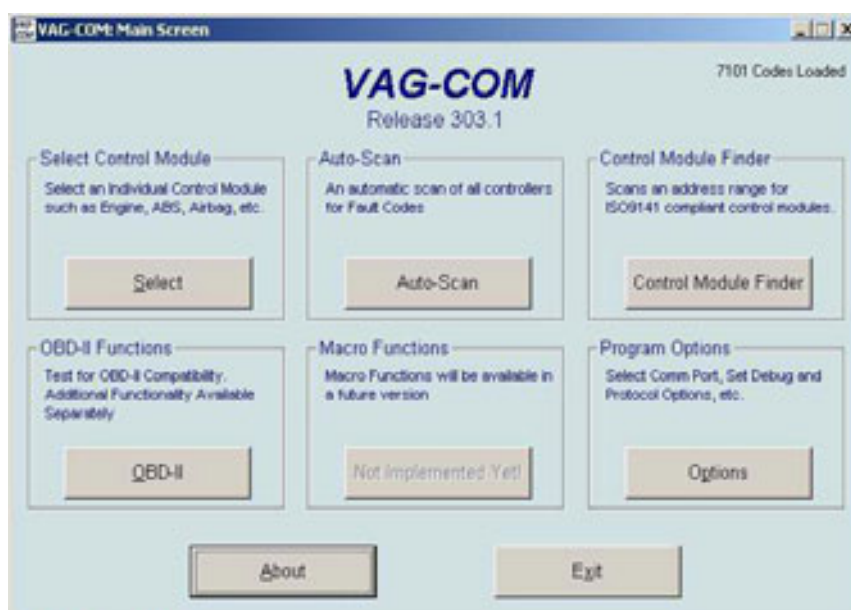 VAG-COM: Main Screen
7101 Codes Loaded
VAG-COM
Release 303.1
Select Control Module
Select an Individual Control Module
such as Engine, ABS, Airbag, etc.
Select
Auto-Scan
An automatic scan of all controllers
for Fault Codes
Auto-Scan
Control Module Finder
Scans an address range for
ISO9141 compliant control modules.
Control Module Finder
OBD-II Functions
Test for OBD-II Compatibility.
Additional Functionality Available
Separately
OBD-II
Macro Functions
Macro Functions will be available in
a future version
Not Implemented Yet!
Program Options
Select Comm Port, Set Debug and
Protocol Options, etc.
Options
About
Exit